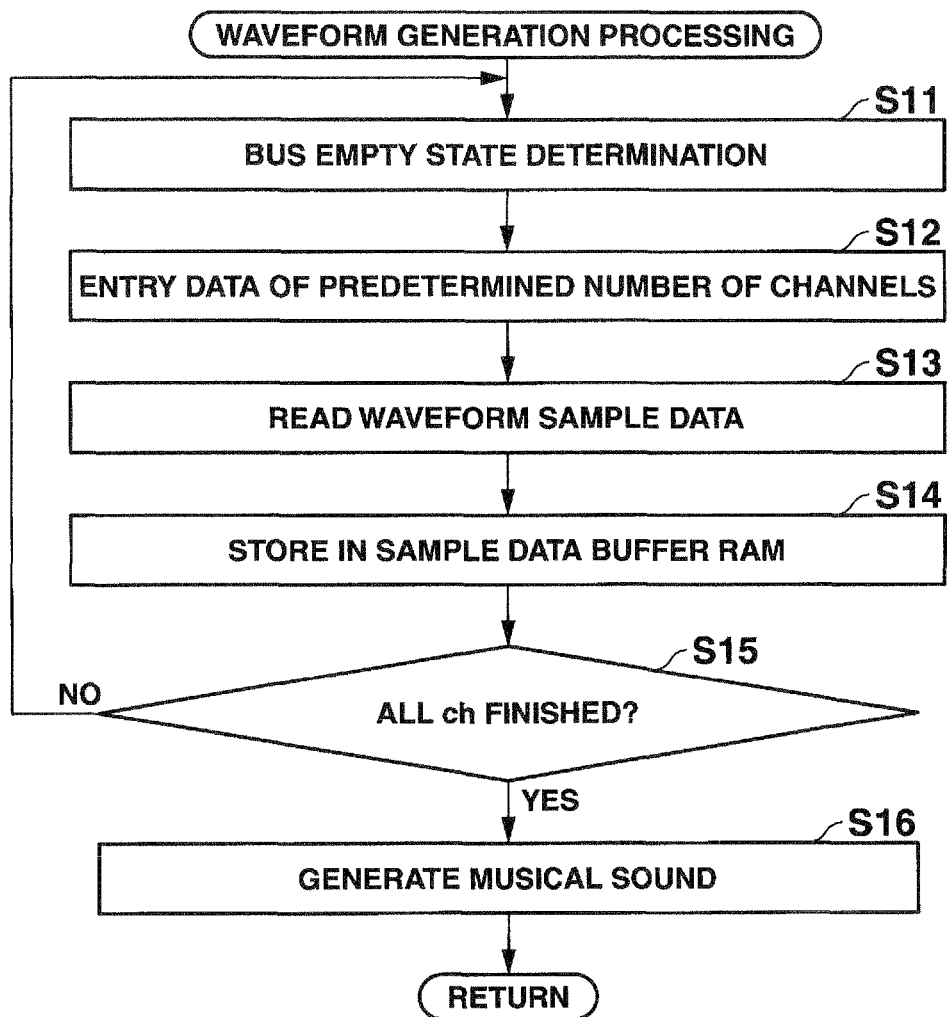 WAVEFORM GENERATION PROCESSING
S11
BUS EMPTY STATE DETERMINATION
S12
ENTRY DATA OF PREDETERMINED NUMBER OF CHANNELS
S13
READ WAVEFORM SAMPLE DATA
S14
STORE IN SAMPLE DATA BUFFER RAM
S15
NO
ALL ch FINISHED?
YES
S16
GENERATE MUSICAL SOUND
RETURN